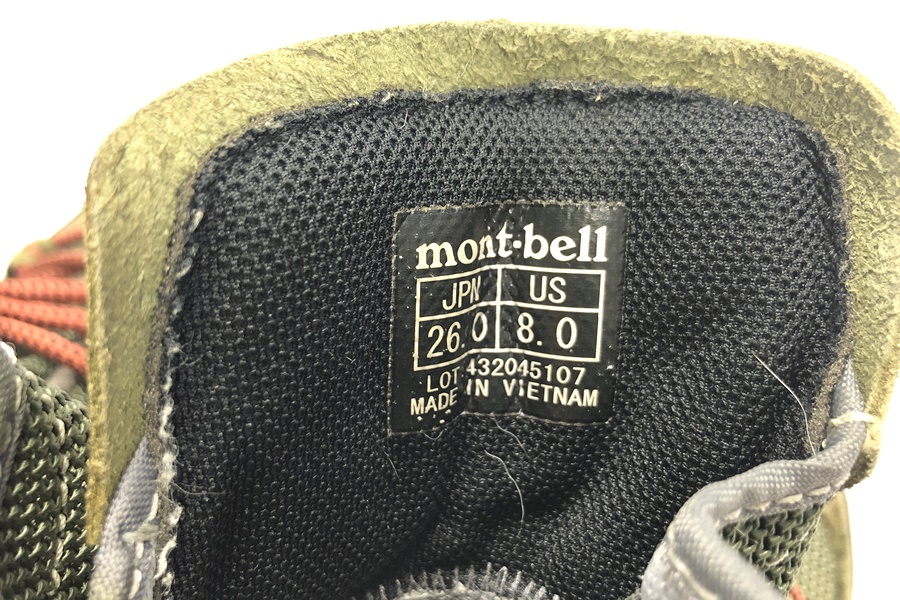 mont·bell
JPN US
26.0 8.0
LOT 432045107
MADE IN VIETNAM